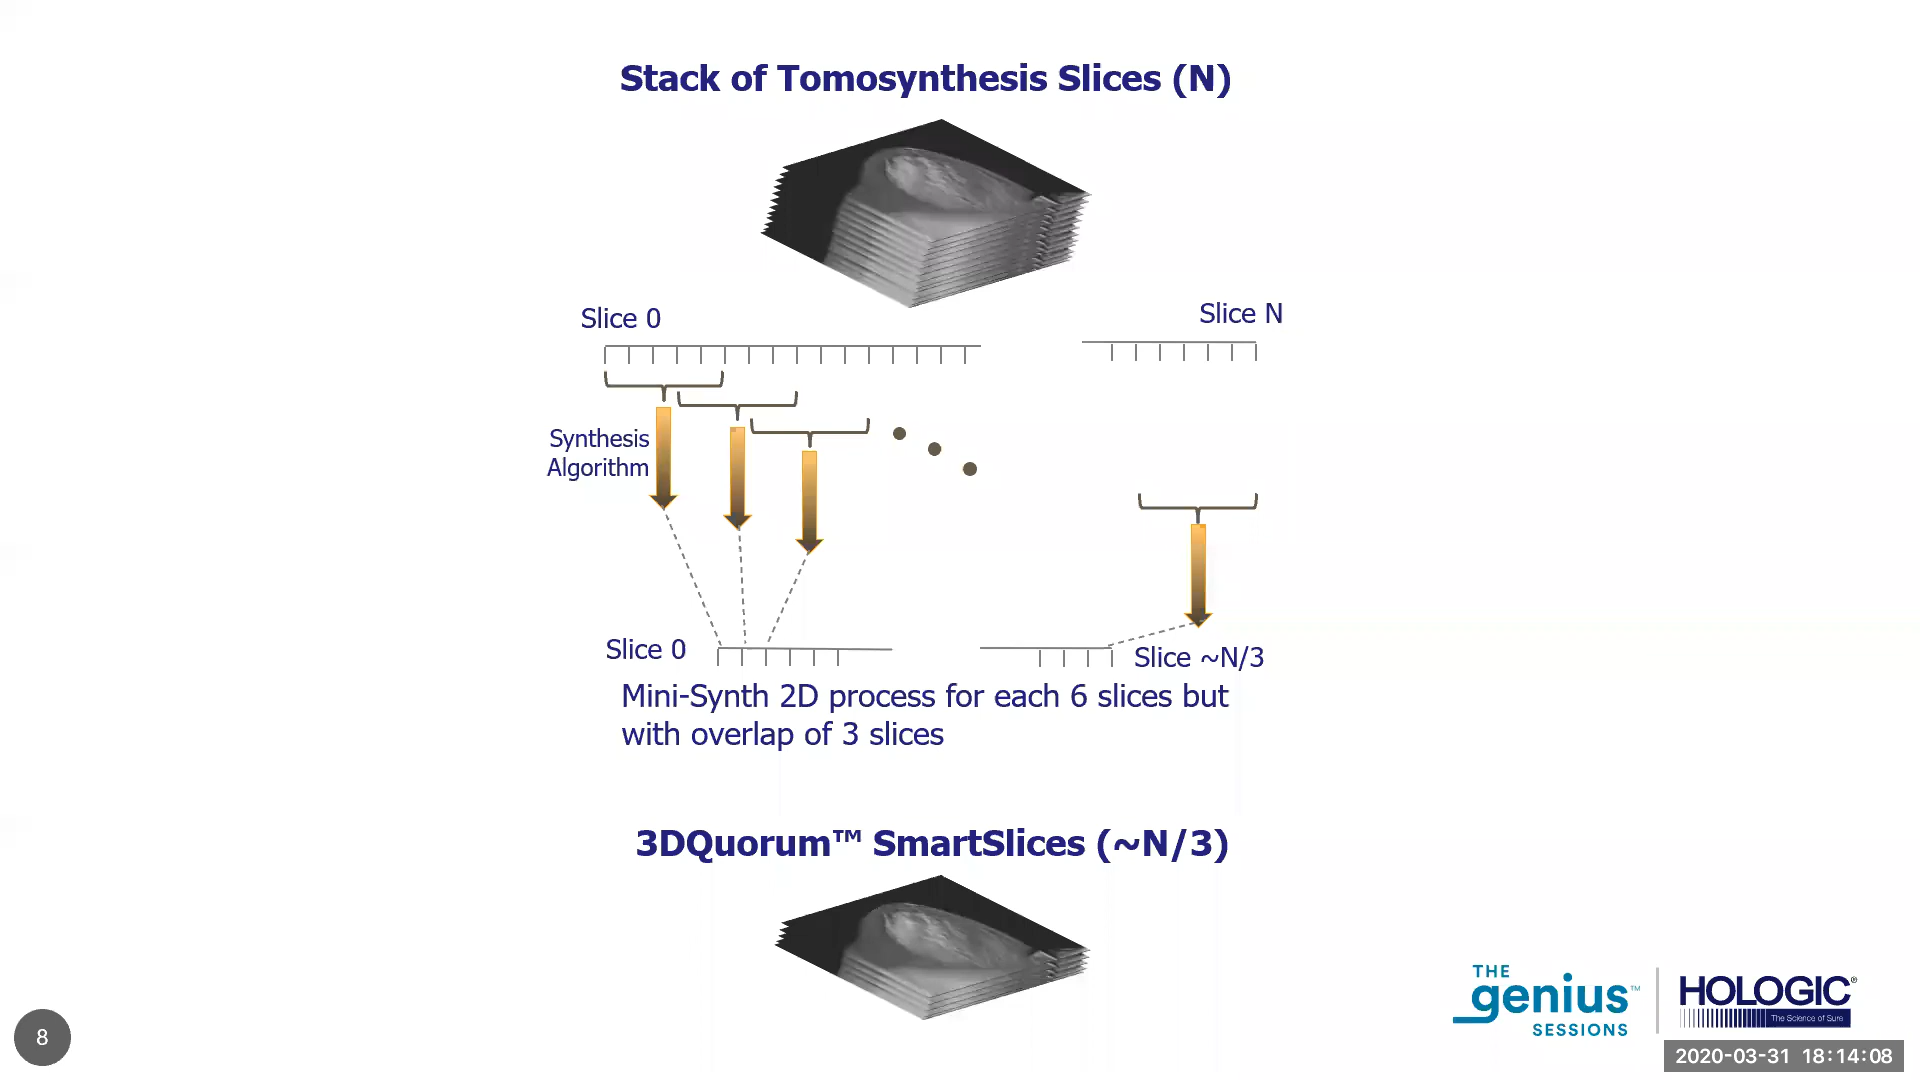 Stack of Tomosynthesis Slices (N)
Slice 0
Slice N
Synthesis
Algorithm
Slice 0
Slice ~N/3
Mini-Synth 2D process for each 6 slices but
with overlap of 3 slices
3DQuorum™ SmartSlices (~N/3)
THE
genius™
SESSIONS
HOLOGIC®
The Science of Sure
8
2020-03-31 18:14:08